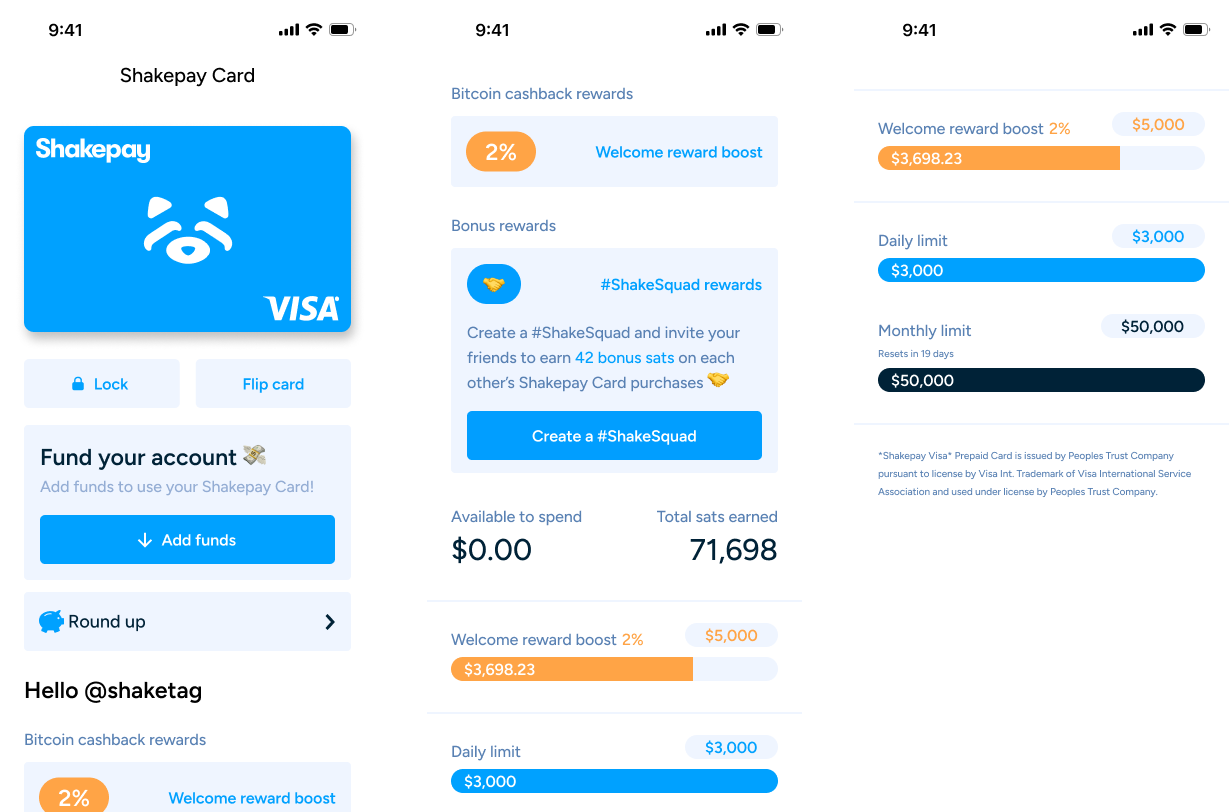 9:41
Shakepay Card
Shakepay
VISA
Lock
Flip card
Fund your account 💸
Add funds to use your Shakepay Card!
Add funds
Round up
Hello @shaketag
Bitcoin cashback rewards
2%
Welcome reward boost
9:41
Bitcoin cashback rewards
2%
Welcome reward boost
Bonus rewards
🤝
#ShakeSquad rewards
Create a #ShakeSquad and invite your
friends to earn 42 bonus sats on each
other's Shakepay Card purchases 🤝
Create a #ShakeSquad
Available to spend
Total sats earned
$0.00
71,698
Welcome reward boost 2%
$5,000
$3,698.23
Daily limit
$3,000
$3,000
9:41
Welcome reward boost 2%
$5,000
$3,698.23
Daily limit
$3,000
$3,000
Monthly limit
$50,000
Resets in 19 days
$50,000
*Shakepay Visa* Prepaid Card is issued by Peoples Trust Company
pursuant to license by Visa Int. Trademark of Visa International Service
Association and used under license by Peoples Trust Company.